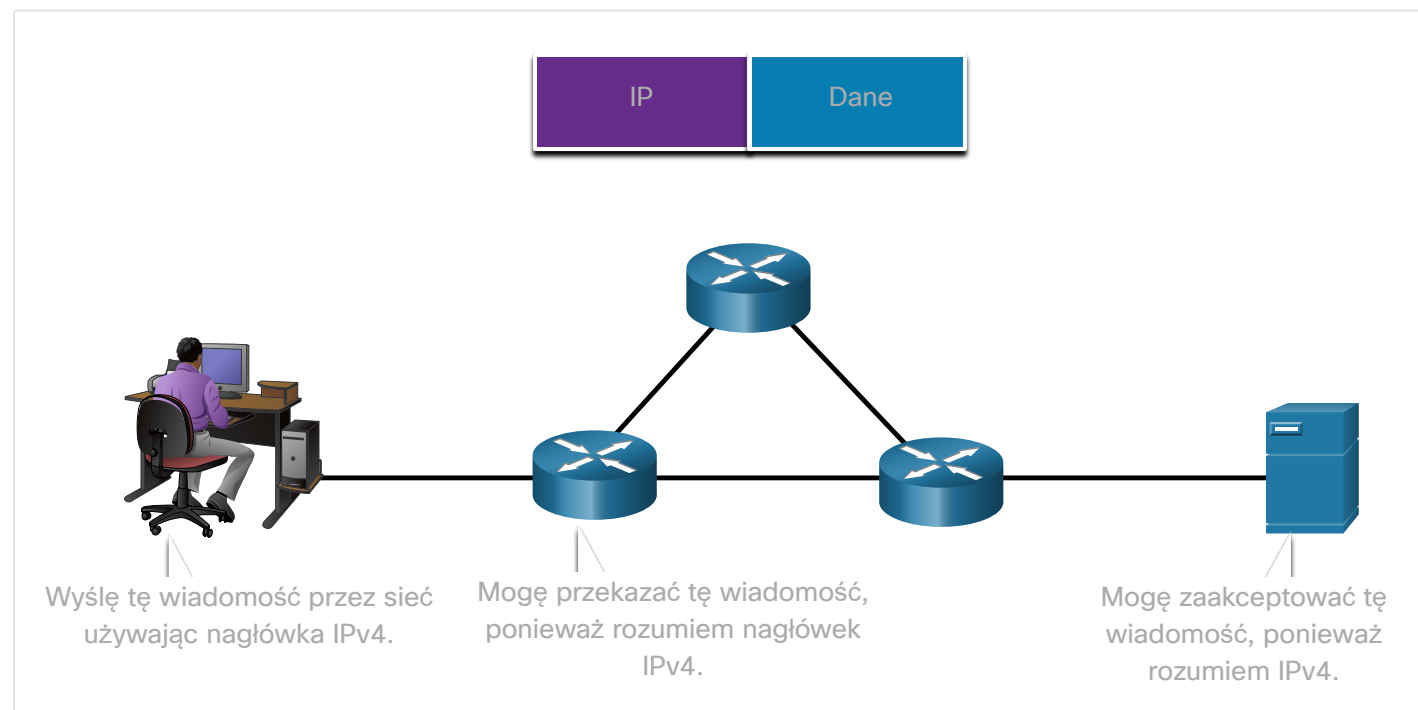 IP
Dane
Wyślę tę wiadomość przez sieć
używając nagłówka IPv4.
Mogę przekazać tę wiadomość,
ponieważ rozumiem nagłówek
IPv4.
Mogę zaakceptować tę
wiadomość, ponieważ
rozumiem IPv4.